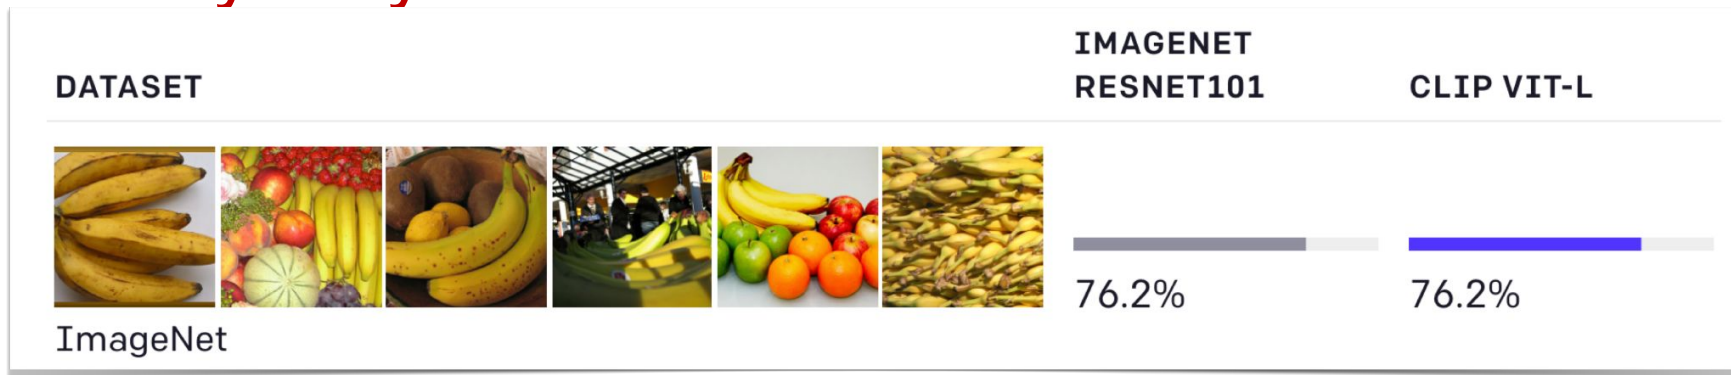 DATASET
IMAGENET
RESNET101
CLIP VIT-L
76.2%
76.2%
ImageNet